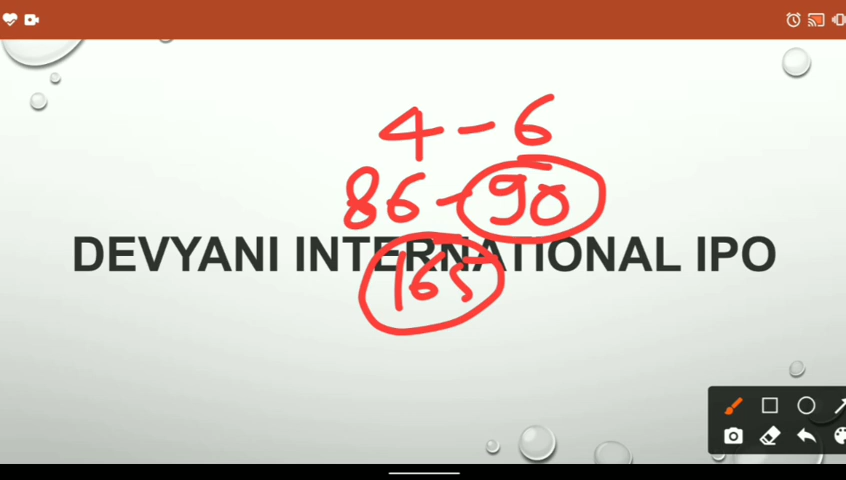 4 - 6
86 - 90
DEVYANI INTERNATIONAL IPO
165